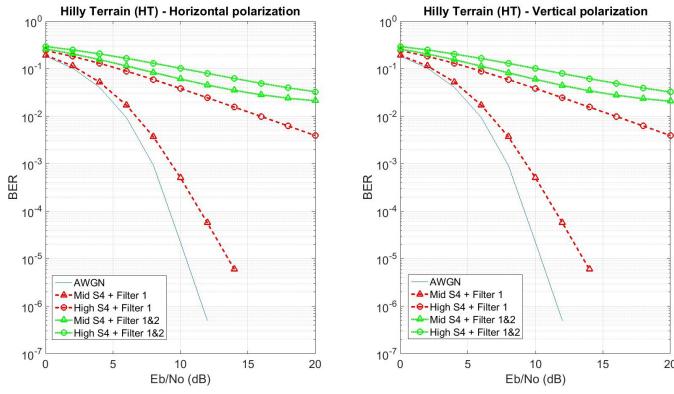 Hilly Terrain (HT) - Horizontal polarization
10^0
10^-1
10^-2
10^-3
10^-4
10^-5
10^-6
10^-7
BER
AWGN
Mid S4 + Filter 1
High S4 + Filter 1
Mid S4 + Filter 1&2
High S4 + Filter 1&2
0 5 10 15 20
Eb/No (dB)
Hilly Terrain (HT) - Vertical polarization
10^0
10^-1
10^-2
10^-3
10^-4
10^-5
10^-6
10^-7
BER
AWGN
Mid S4 + Filter 1
High S4 + Filter 1
Mid S4 + Filter 1&2
High S4 + Filter 1&2
0 5 10 15 20
Eb/No (dB)